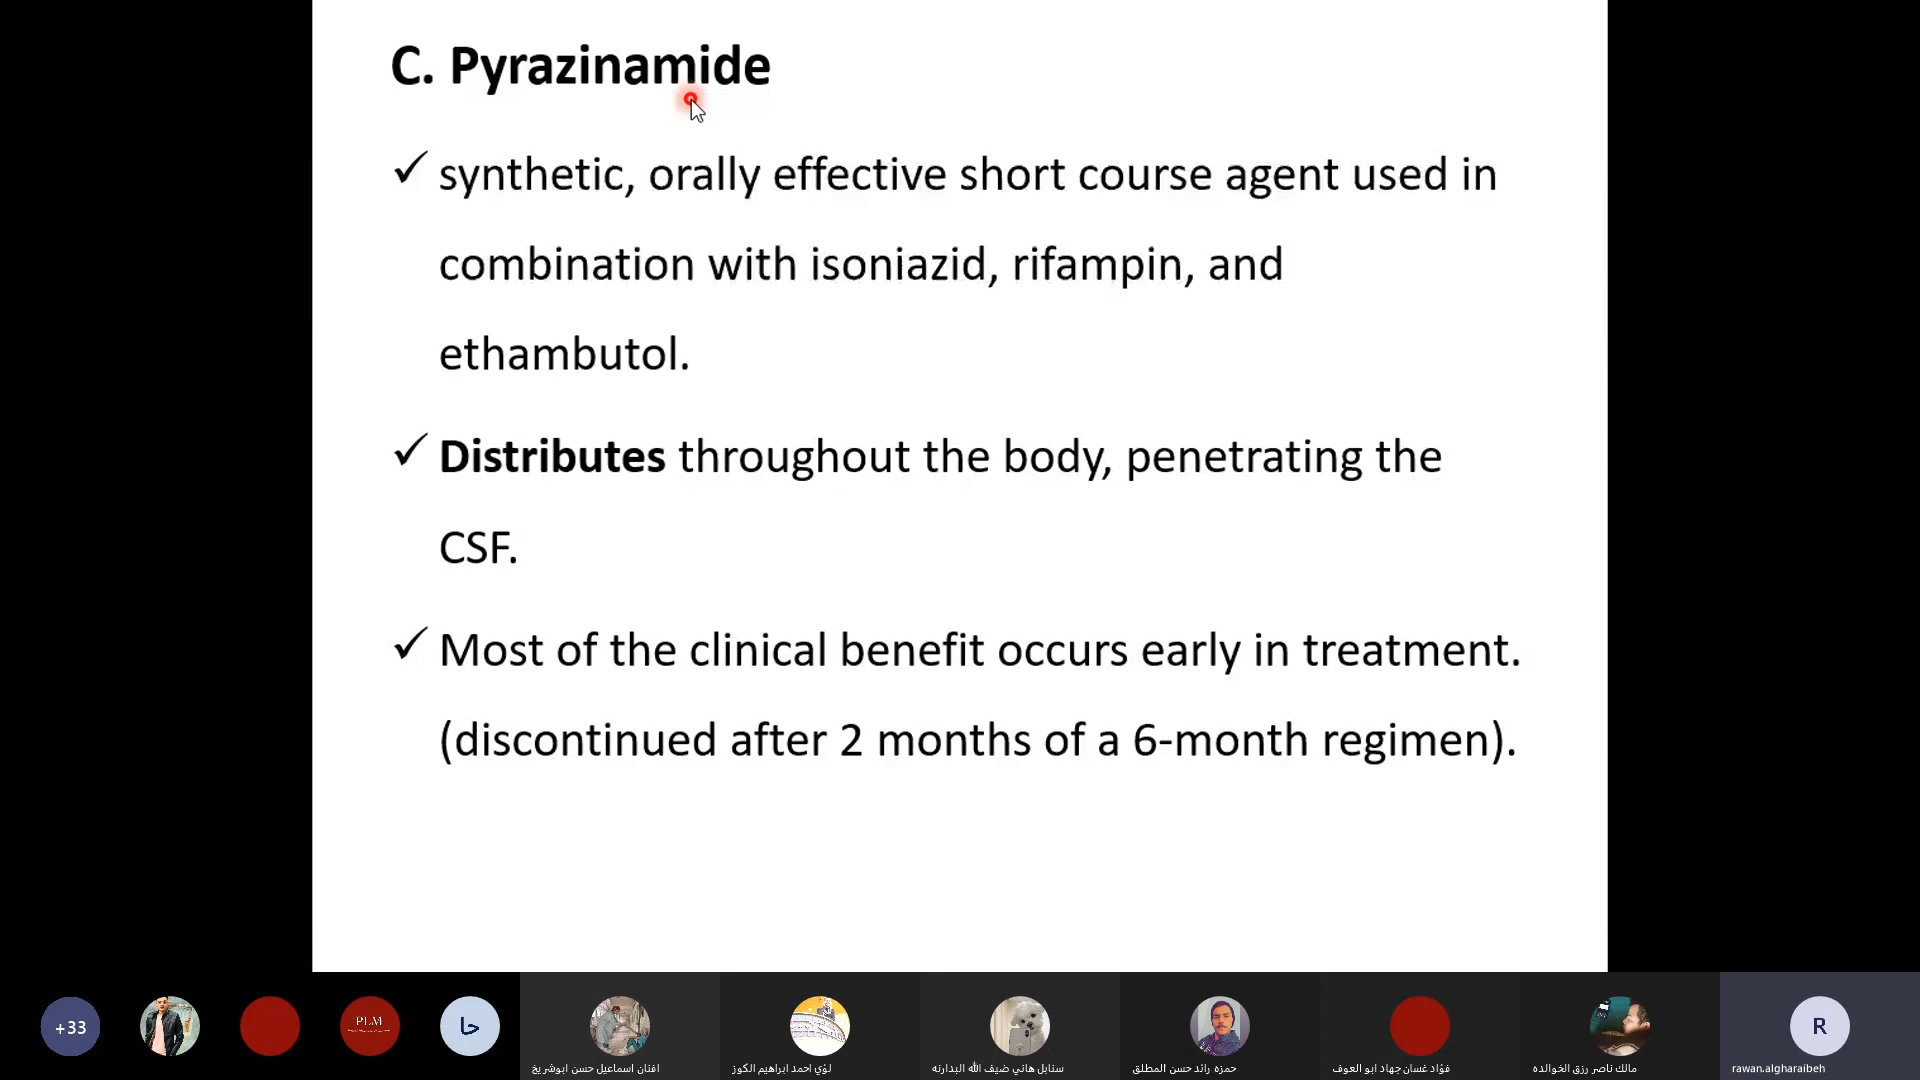 C. Pyrazinamide
✓ synthetic, orally effective short course agent used in
combination with isoniazid, rifampin, and
ethambutol.
✓ Distributes throughout the body, penetrating the
CSF.
✓ Most of the clinical benefit occurs early in treatment.
(discontinued after 2 months of a 6-month regimen).
+33
PLM
حا
R
افنان اسماعيل حسن ابوشريخ
لؤي احمد ابراهيم الكوز
سنابل هاني ضيف الله البدارنه
حمزه رائد حسن المطلق
فؤاد غسان جهاد ابو العوف
مالك ناصر رزق الخوالده
rawan.algharaibeh